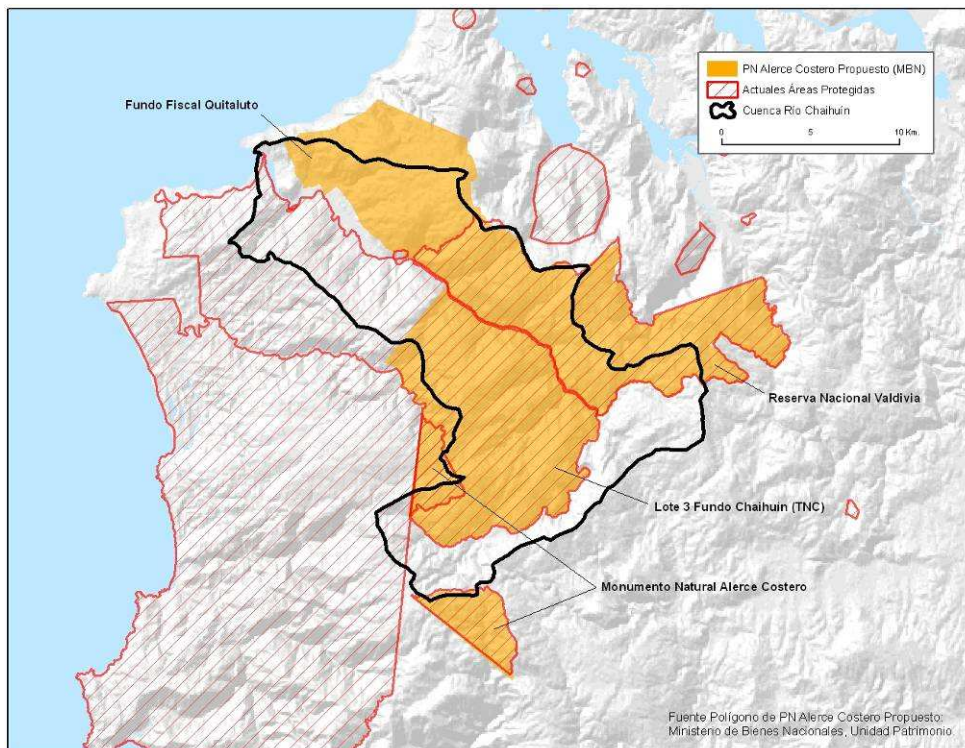 PN Alerce Costero Propuesto (MBN)
Actuales Áreas Protegidas
Cuenca Río Chaihuín
0 5 10 Km.
Fundo Fiscal Quitaluto
Reserva Nacional Valdivia
Lote 3 Fundo Chaihuín (TNC)
Monumento Natural Alerce Costero
Fuente Polígono de PN Alerce Costero Propuesto:
Ministerio de Bienes Nacionales, Unidad Patrimonio